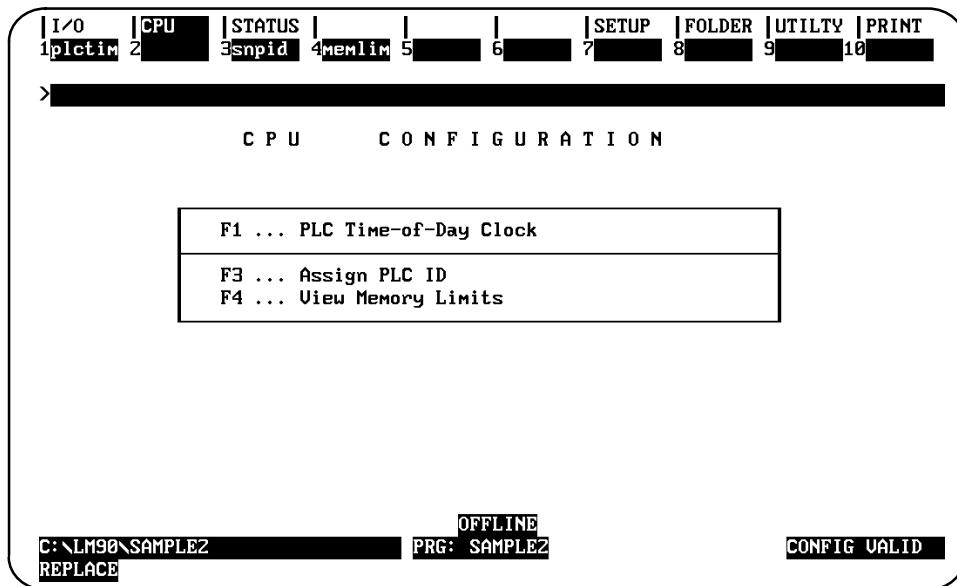 |I/O |CPU |STATUS | | | |SETUP |FOLDER |UTILTY |PRINT
1plctim 2 3snpid 4memlim 5 6 7 8 9 10
>
C P U C O N F I G U R A T I O N
F1 ... PLC Time-of-Day Clock
F3 ... Assign PLC ID
F4 ... View Memory Limits
OFFLINE
C:\LM90\SAMPLE2 PRG: SAMPLE2 CONFIG VALID
REPLACE